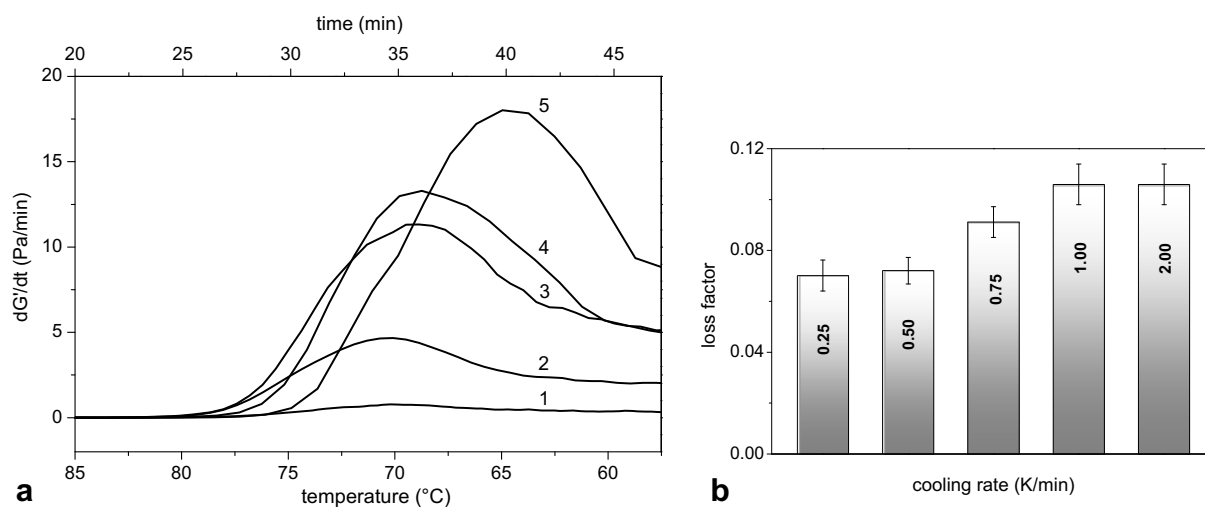 time (min)
20 25 30 35 40 45
20
15
10
5
0
dG'/dt (Pa/min)
5
4
3
2
1
85 80 75 70 65 60
temperature (°C)
a
0.12
0.08
0.04
0.00
loss factor
0.25
0.50
0.75
1.00
2.00
cooling rate (K/min)
b